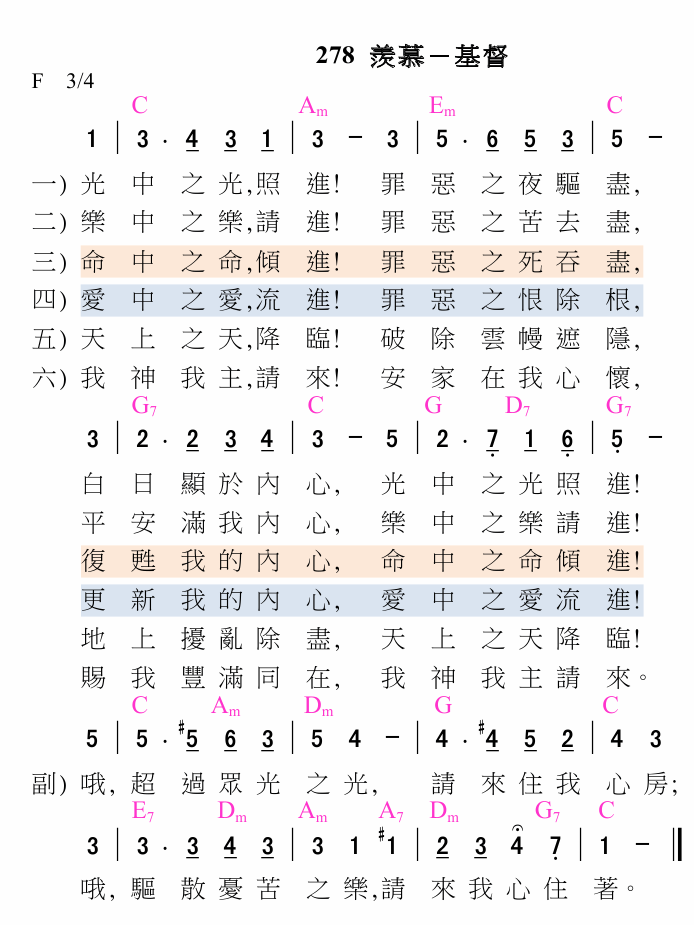 278 羨慕－基督
F 3/4
C Am Em C
1 | 3 · 4 3 1 | 3 － 3 | 5 · 6 5 3 | 5 －
一) 光中之光,照進! 罪惡之夜驅盡,
二) 樂中之樂,請進! 罪惡之苦去盡,
三) 命中之命,傾進! 罪惡之死吞盡,
四) 愛中之愛,流進! 罪惡之恨除根,
五) 天上之天,降臨! 破除雲幔遮隱,
六) 我神我主,請來! 安家在我心懷,
G7 C G D7 G7
3 | 2 · 2 3 4 | 3 － 5 | 2 · 7 1 6 | 5 －
白日顯於內心, 光中之光照進!
平安滿我內心, 樂中之樂請進!
復甦我的內心, 命中之命傾進!
更新我的內心, 愛中之愛流進!
地上擾亂除盡, 天上之天降臨!
賜我豐滿同在, 我神我主請來。
C Am Dm G C
5 | 5 · #5 6 3 | 5 4 － | 4 · #4 5 2 | 4 3
副) 哦, 超過眾光之光, 請來住我心房;
E7 Dm Am A7 Dm G7 C
3 | 3 · 3 4 3 | 3 1 #1 | 2 3 4 7 | 1 － ‖
哦, 驅散憂苦之樂,請來我心住著。